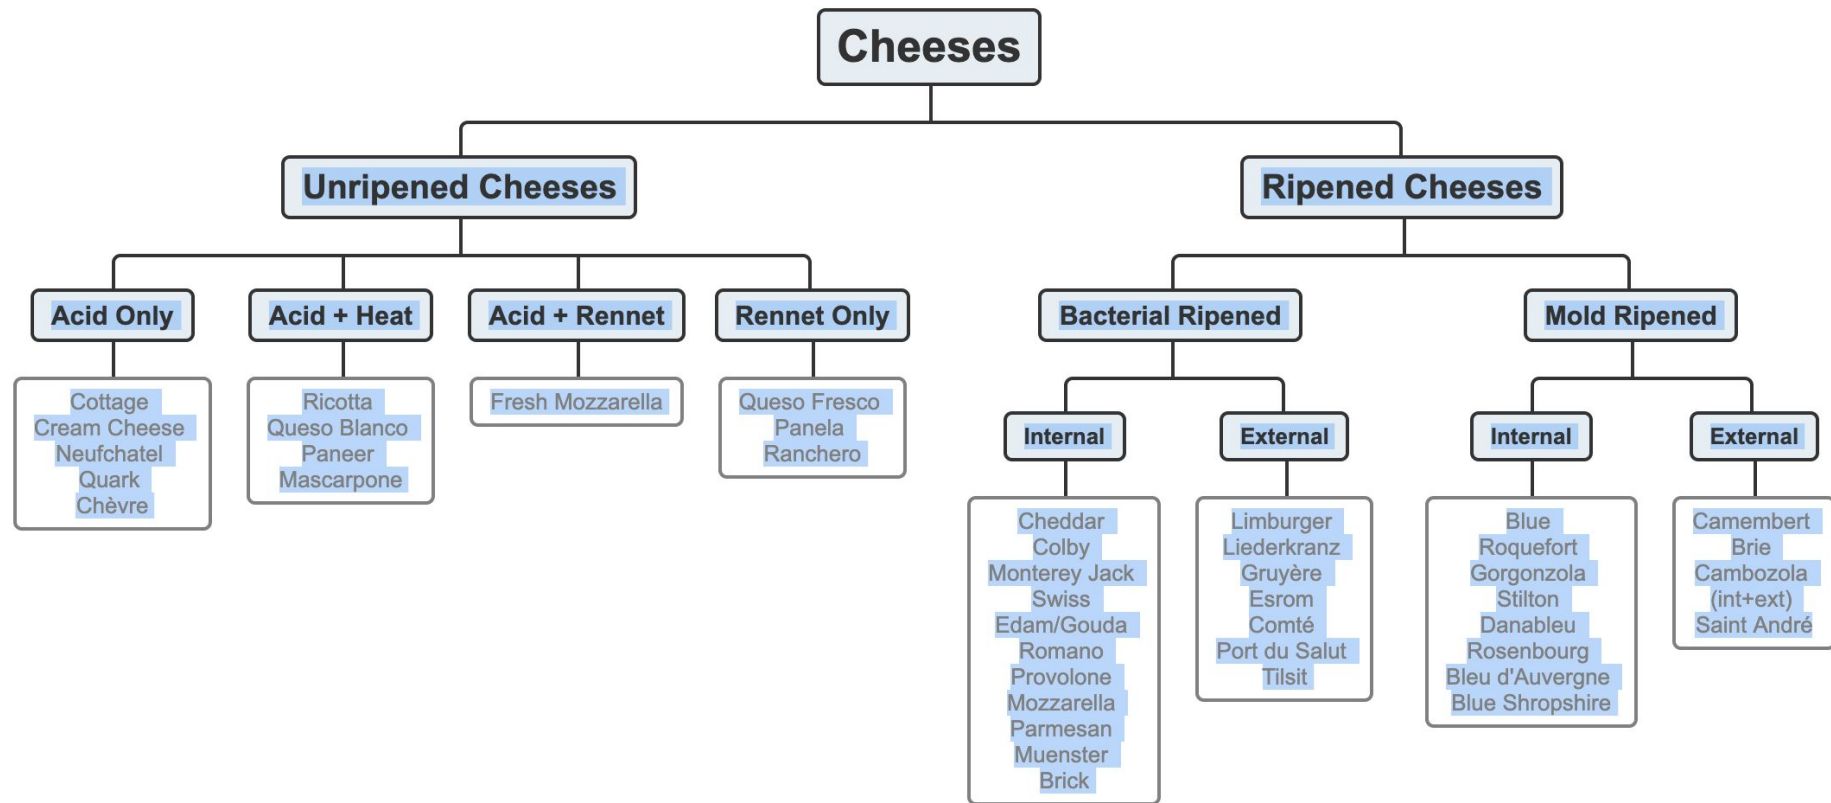 Cheeses
Unripened Cheeses
Ripened Cheeses
Acid Only
Acid + Heat
Acid + Rennet
Rennet Only
Bacterial Ripened
Mold Ripened
Cottage
Cream Cheese
Neufchatel
Quark
Chèvre
Ricotta
Queso Blanco
Paneer
Mascarpone
Fresh Mozzarella
Queso Fresco
Panela
Ranchero
Internal
External
Internal
External
Cheddar
Colby
Monterey Jack
Swiss
Edam/Gouda
Romano
Provolone
Mozzarella
Parmesan
Muenster
Brick
Limburger
Liederkranz
Gruyère
Esrom
Comté
Port du Salut
Tilsit
Blue
Roquefort
Gorgonzola
Stilton
Danableu
Rosenbourg
Bleu d'Auvergne
Blue Shropshire
Camembert
Brie
Cambozola
(int+ext)
Saint André